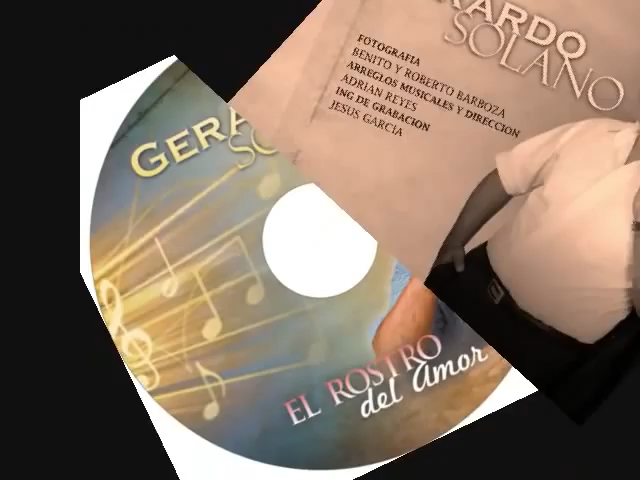 RARDO
SOLANO
FOTOGRAFIA
BENITO Y ROBERTO BARBOZA
ARREGLOS MUSICALES Y DIRECCION
ADRIAN REYES
ING DE GRABACION
JESUS GARCIA
GERA
SO
EL ROSTRO
del Amor